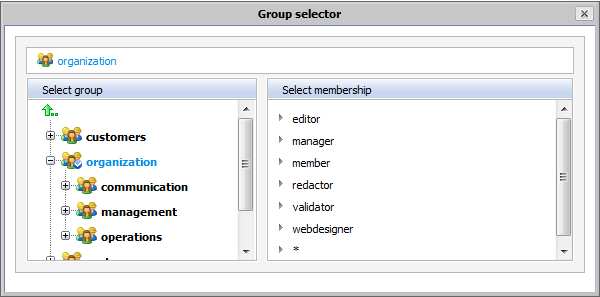 Group selector
organization
Select group
Select membership
customers
organization
communication
management
operations
editor
manager
member
redactor
validator
webdesigner
*